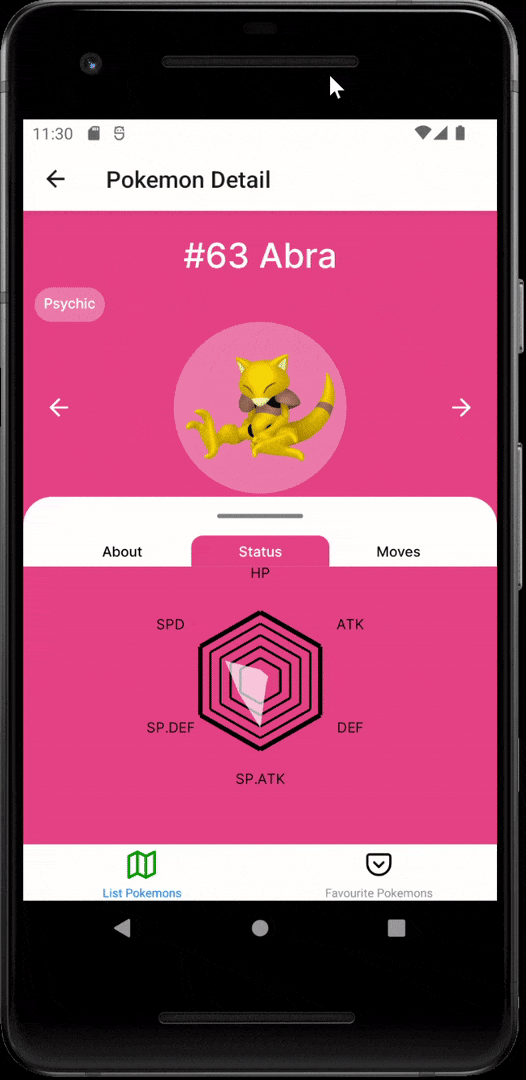 11:30
Pokemon Detail
#63 Abra
Psychic
About Status Moves
HP
SPD ATK
SP.DEF DEF
SP.ATK
List Pokemons Favourite Pokemons